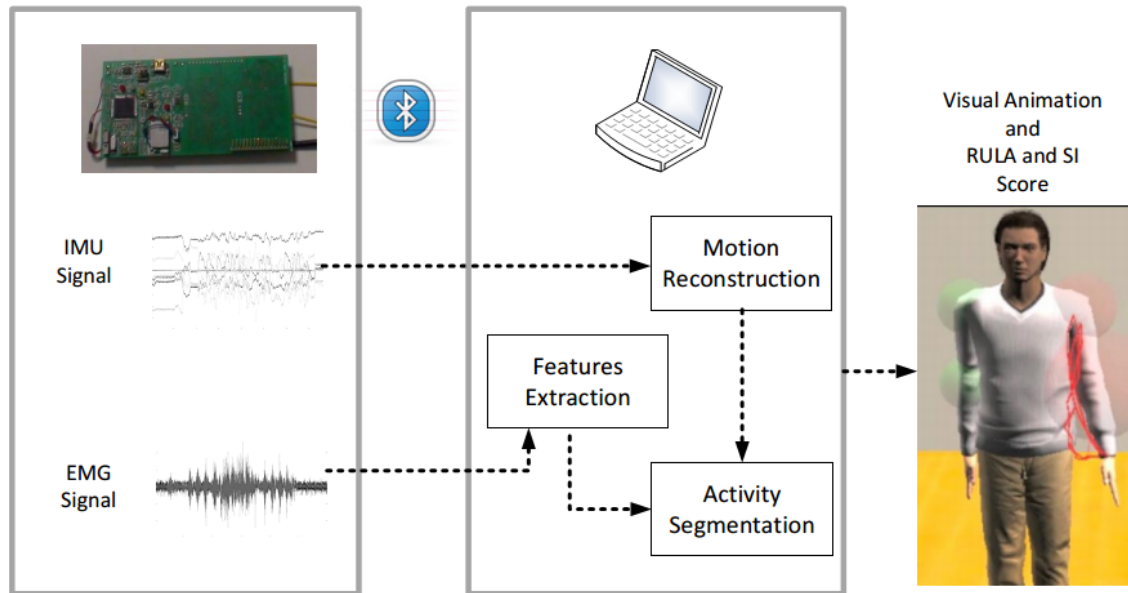 IMU
Signal
EMG
Signal
Motion
Reconstruction
Features
Extraction
Activity
Segmentation
Visual Animation
and
RULA and SI
Score